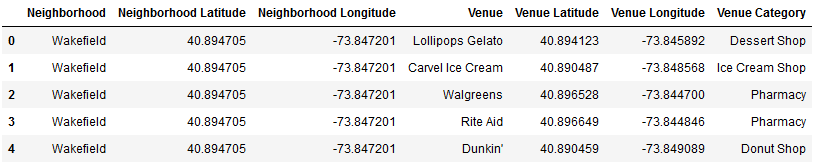 Neighborhood Neighborhood Latitude Neighborhood Longitude Venue Venue Latitude Venue Longitude Venue Category
0 Wakefield 40.894705 -73.847201 Lollipops Gelato 40.894123 -73.845892 Dessert Shop
1 Wakefield 40.894705 -73.847201 Carvel Ice Cream 40.890487 -73.848568 Ice Cream Shop
2 Wakefield 40.894705 -73.847201 Walgreens 40.896528 -73.844700 Pharmacy
3 Wakefield 40.894705 -73.847201 Rite Aid 40.896649 -73.844846 Pharmacy
4 Wakefield 40.894705 -73.847201 Dunkin' 40.890459 -73.849089 Donut Shop